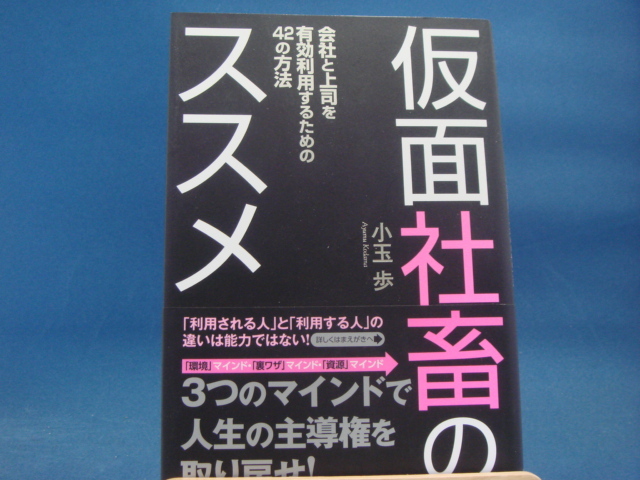 仮面社畜の
ススメ
会社と上司を
有効利用するための
42の方法
小玉 歩
Ayumu Kodama
「利用される人」と「利用する人」の
違いは能力ではない!
詳しくはまえがきへ
「環境」マインド・「裏ワザ」マインド・「資源」マインド
3つのマインドで
人生の主導権を
取り戻せ!